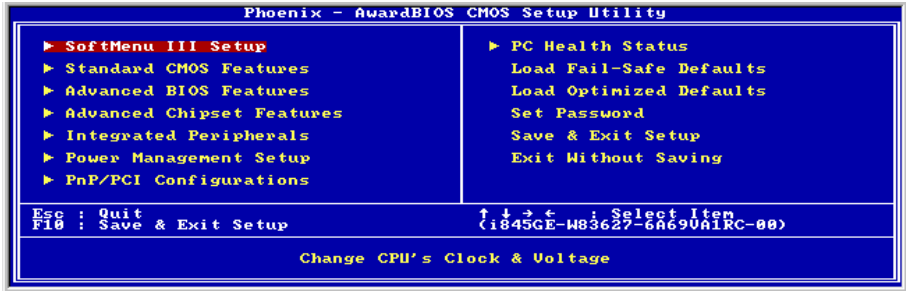 Phoenix - AwardBIOS CMOS Setup Utility
► SoftMenu III Setup
► Standard CMOS Features
► Advanced BIOS Features
► Advanced Chipset Features
► Integrated Peripherals
► Power Management Setup
► PnP/PCI Configurations
► PC Health Status
Load Fail-Safe Defaults
Load Optimized Defaults
Set Password
Save & Exit Setup
Exit Without Saving
Esc : Quit
F10 : Save & Exit Setup
↑ ↓ → ← : Select Item
(i845GE-W83627-6A69VA1RC-00)
Change CPU's Clock & Voltage